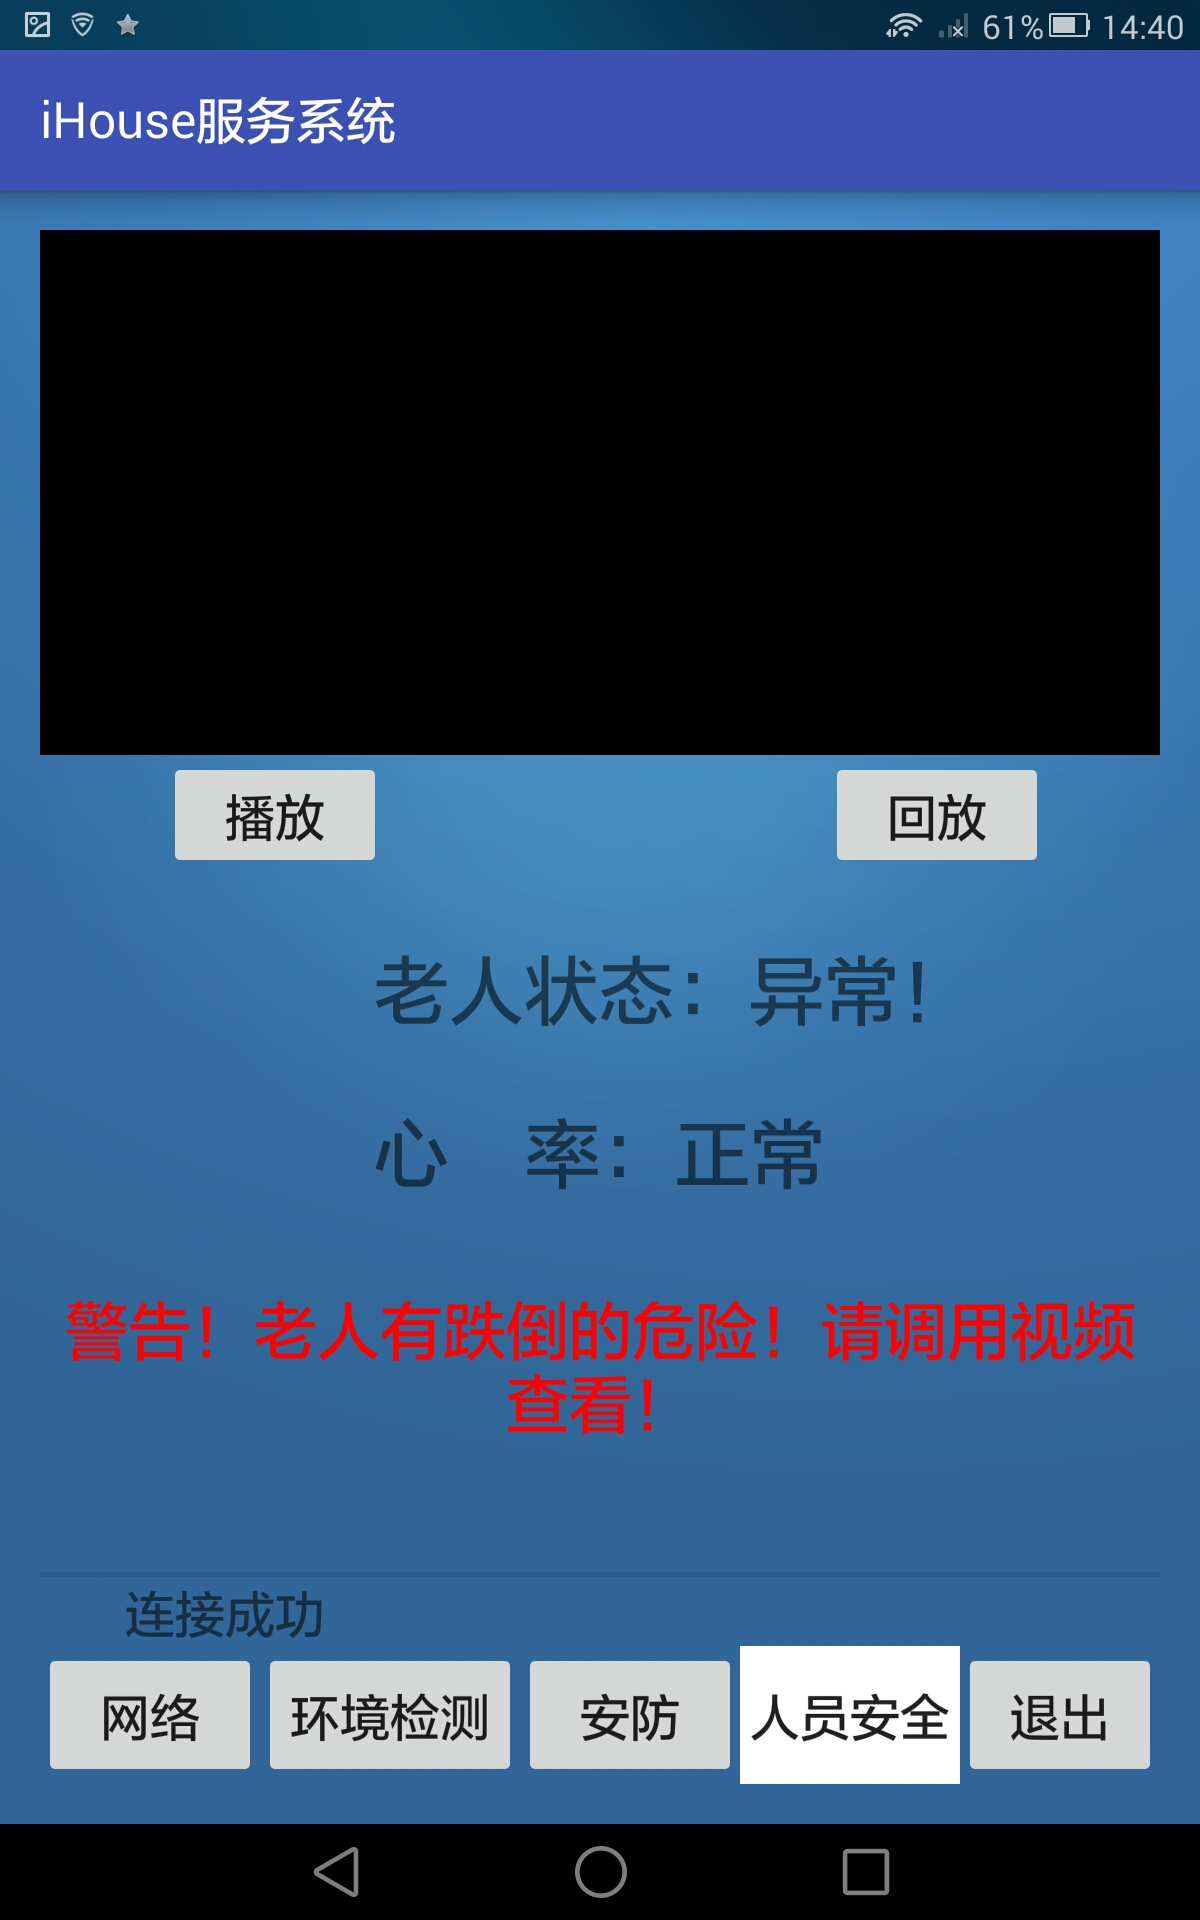 61% 14:40
iHouse服务系统
播放 回放
老人状态：异常！
心 率：正常
警告！老人有跌倒的危险！请调用视频
查看！
连接成功
网络 环境检测 安防 人员安全 退出